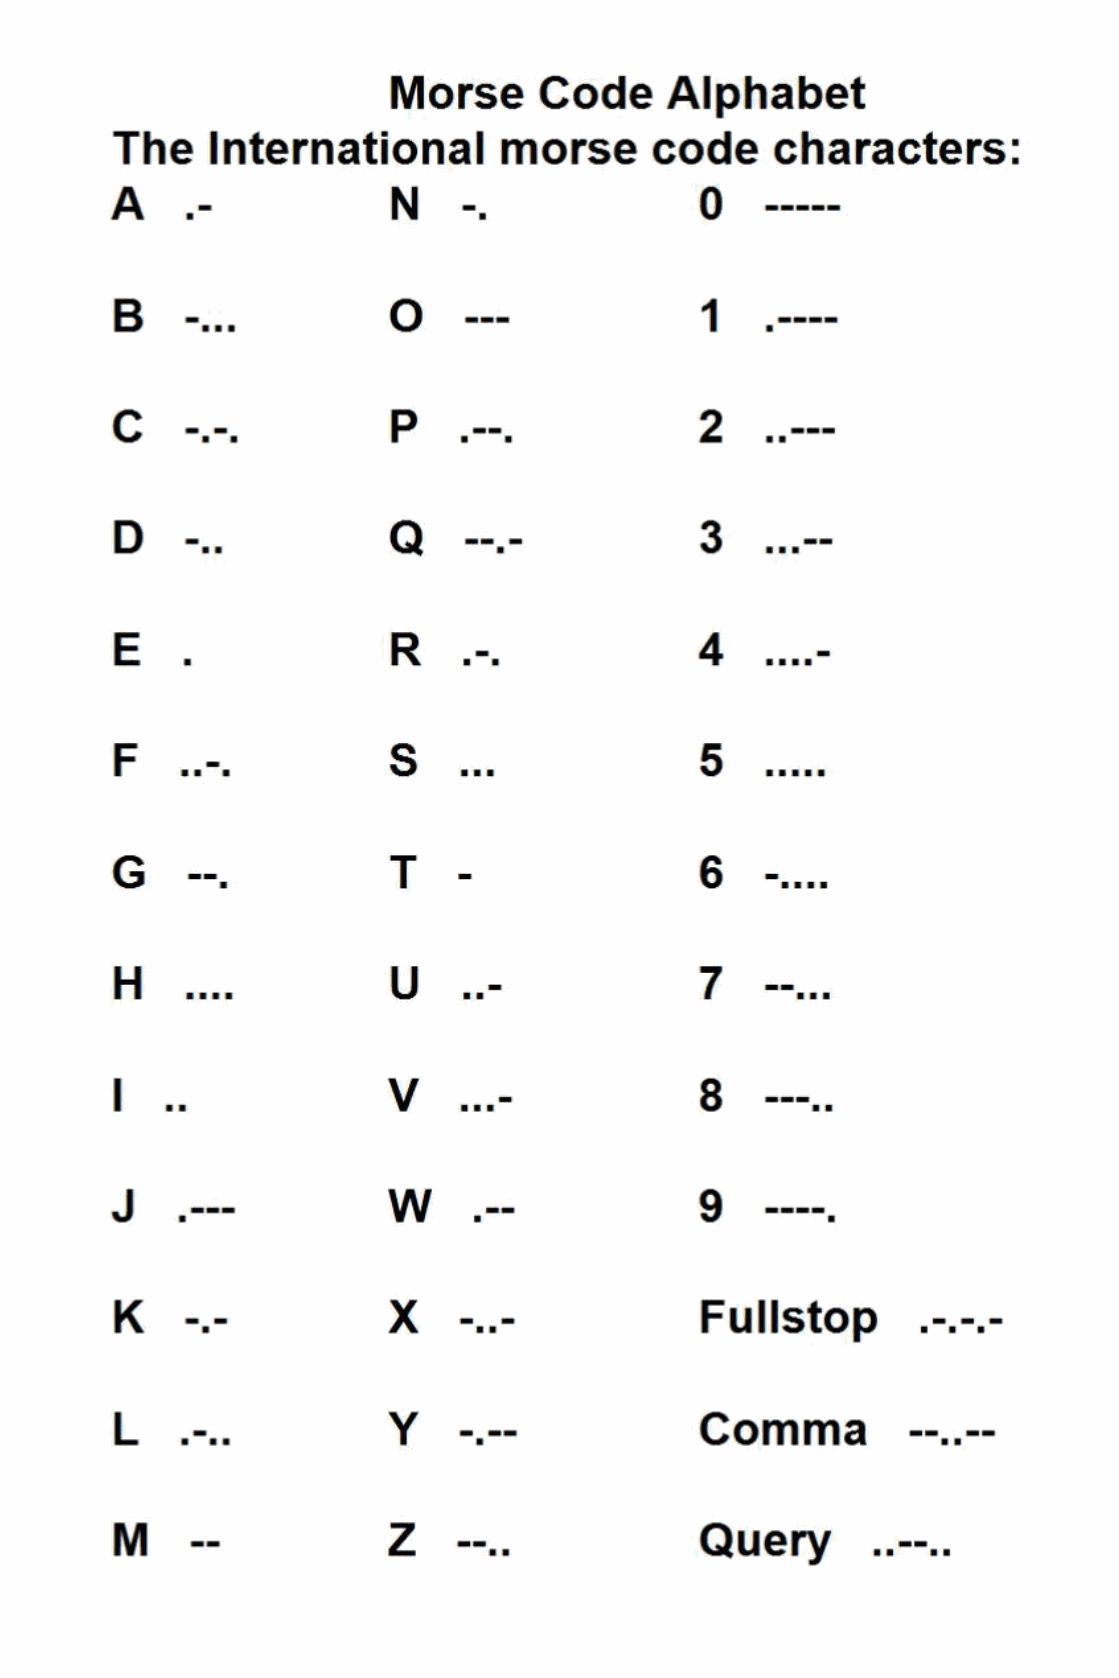 Morse Code Alphabet
The International morse code characters:
A .- N -. 0 -----
B -... O --- 1 .----
C -.-. P .--. 2 ..---
D -.. Q --.- 3 ...--
E . R .-. 4 ....-
F ..-. S ... 5 .....
G --. T - 6 -....
H .... U ..- 7 --...
I .. V ...- 8 ---..
J .--- W .-- 9 ----.
K -.- X -..- Fullstop .-.-.-
L .-.. Y -.-- Comma --..--
M -- Z --.. Query ..--..